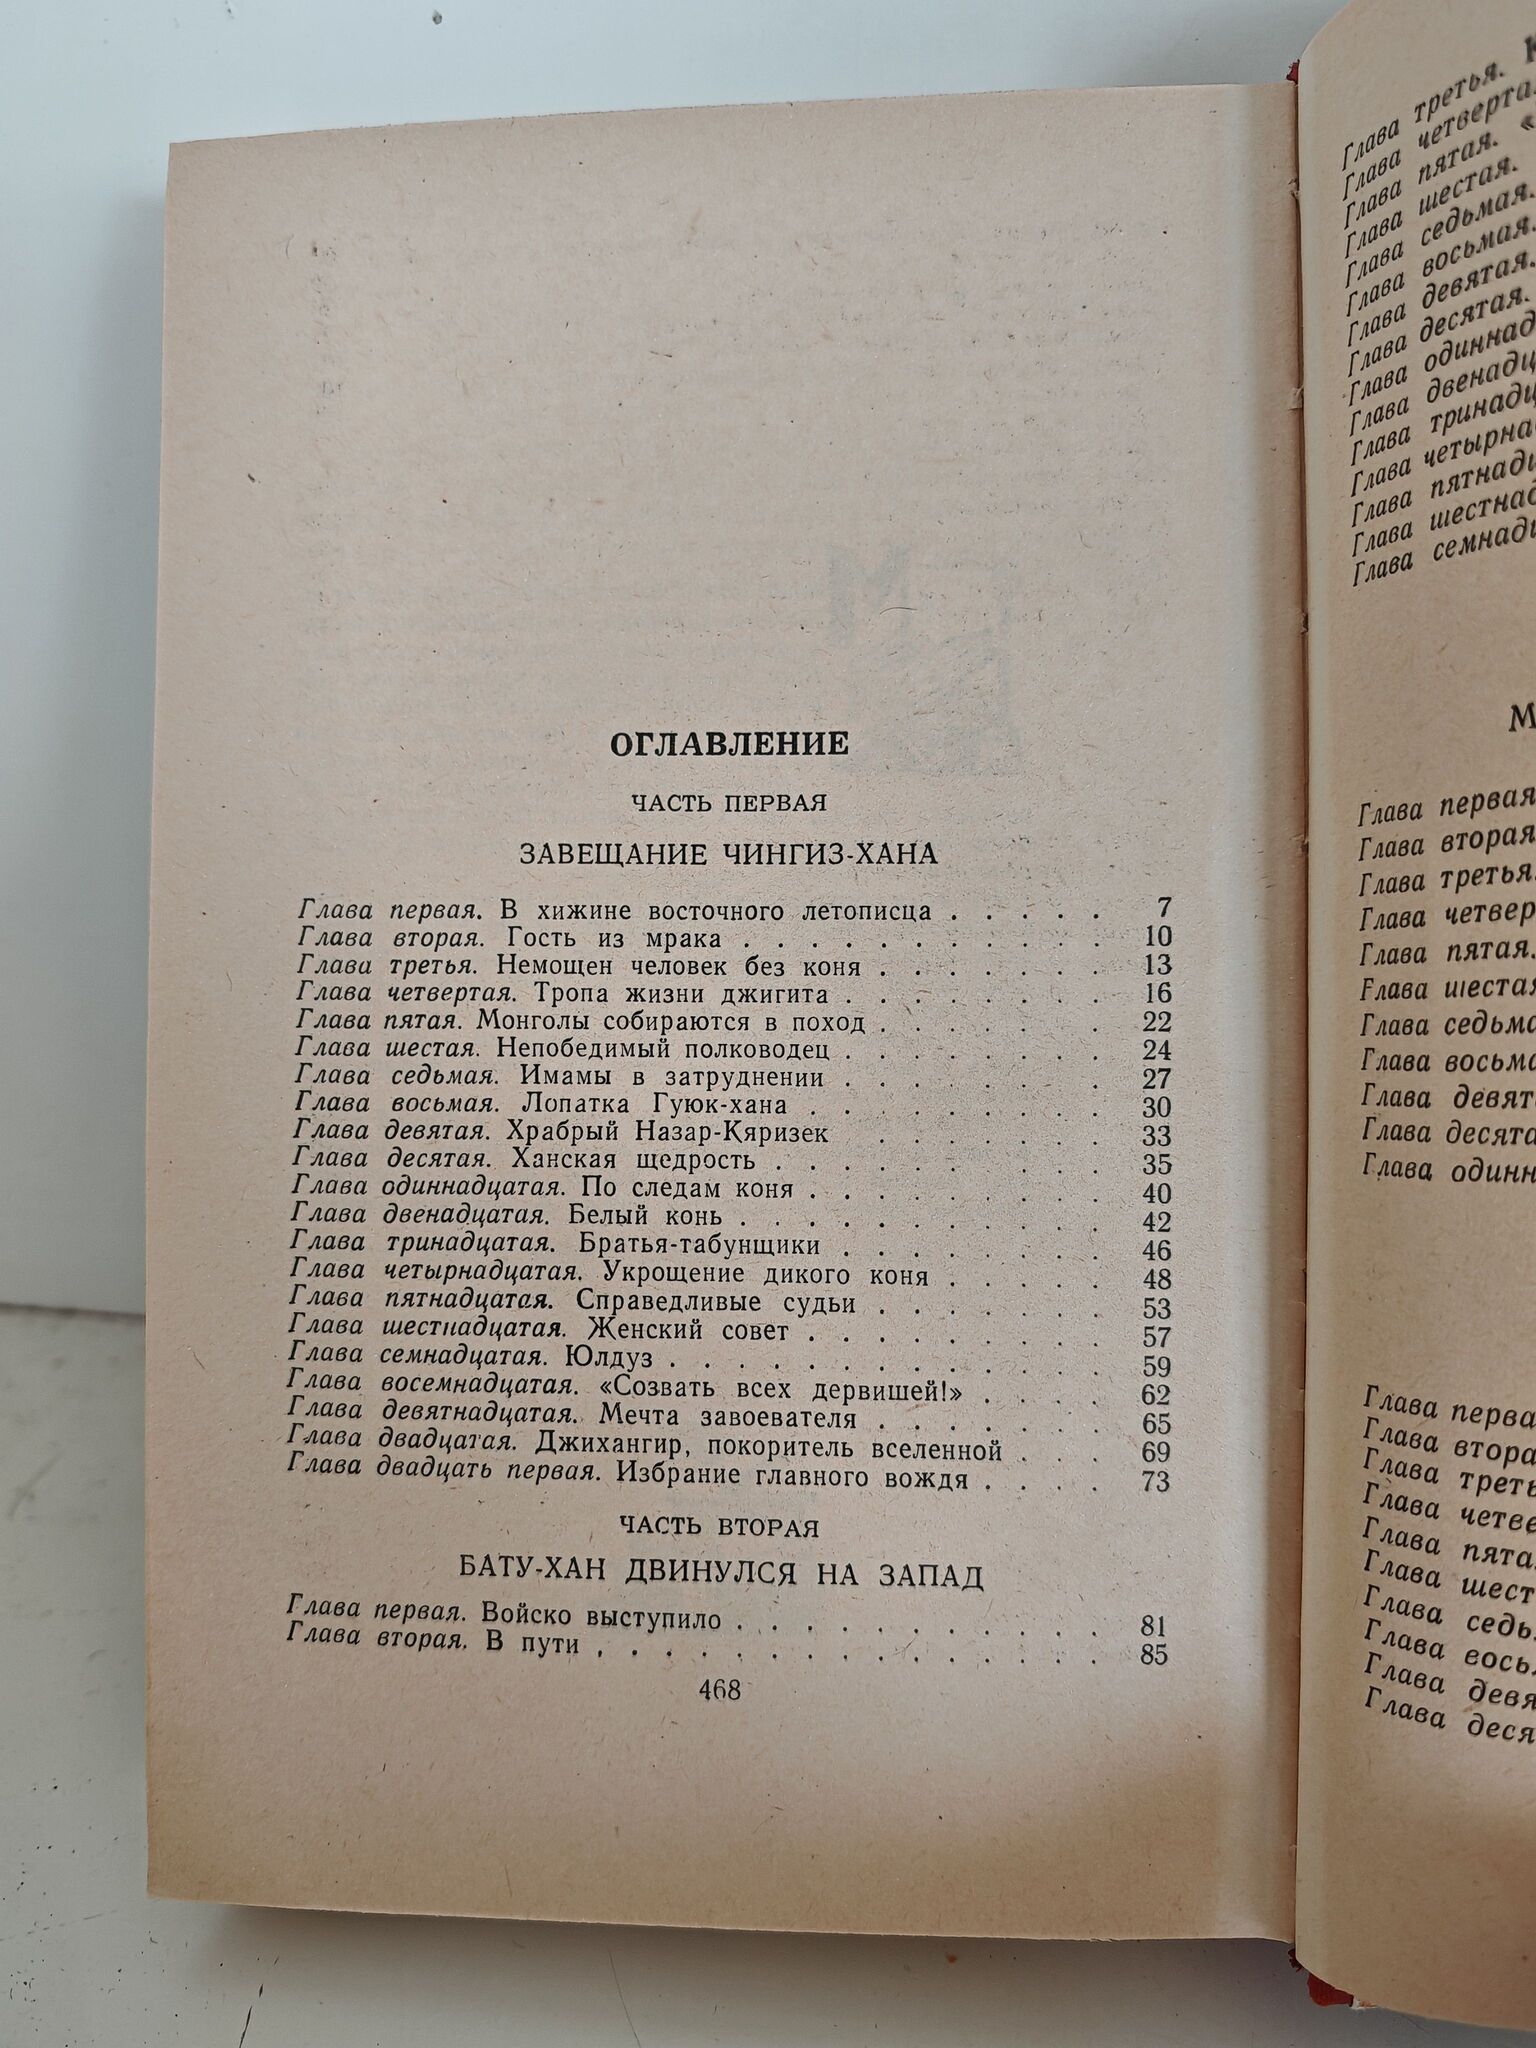 ОГЛАВЛЕНИЕ
ЧАСТЬ ПЕРВАЯ
ЗАВЕЩАНИЕ ЧИНГИЗ-ХАНА
Глава первая. В хижине восточного летописца . . . . . 7
Глава вторая. Гость из мрака . . . . . . . . . . . 10
Глава третья. Немощен человек без коня . . . . . . . 13
Глава четвертая. Тропа жизни джигита . . . . . . . . 16
Глава пятая. Монголы собираются в поход . . . . . . 22
Глава шестая. Непобедимый полководец . . . . . . . . 24
Глава седьмая. Имамы в затруднении . . . . . . . 27
Глава восьмая. Лопатка Гуюк-хана . . . . . . . . . 30
Глава девятая. Храбрый Назар-Кяризек . . . . . . . 33
Глава десятая. Ханская щедрость . . . . . . . . . 35
Глава одиннадцатая. По следам коня . . . . . . . . . 40
Глава двенадцатая. Белый конь . . . . . . . . . . . 42
Глава тринадцатая. Братья-табунщики . . . . . . . . 46
Глава четырнадцатая. Укрощение дикого коня . . . . . 48
Глава пятнадцатая. Справедливые судьи . . . . . . . 53
Глава шестнадцатая. Женский совет . . . . . . . . . 57
Глава семнадцатая. Юлдуз . . . . . . . . . . . . . 59
Глава восемнадцатая. «Созвать всех дервишей!» . . . . 62
Глава девятнадцатая. Мечта завоевателя . . . . . . . 65
Глава двадцатая. Джихангир, покоритель вселенной . . . 69
Глава двадцать первая. Избрание главного вождя . . . . 73
ЧАСТЬ ВТОРАЯ
БАТУ-ХАН ДВИНУЛСЯ НА ЗАПАД
Глава первая. Войско выступило . . . . . . . . . . . 81
Глава вторая. В пути . . . . . . . . . . . . . . . 85
468
Глава третья.
Глава четвертая.
Глава пятая. «
Глава шестая.
Глава седьмая.
Глава восьмая.
Глава девятая.
Глава десятая.
Глава одиннад
Глава двенадц
Глава тринадц
Глава четырна
Глава пятнадц
Глава шестнад
Глава семнадц
М
Глава первая
Глава вторая
Глава третья.
Глава четвер
Глава пятая.
Глава шестая
Глава седьма
Глава восьма
Глава девят
Глава десята
Глава одинн
Глава перва
Глава втора
Глава треть
Глава четве
Глава пята
Глава шест
Глава седь
Глава вось
Глава девя
Глава деся